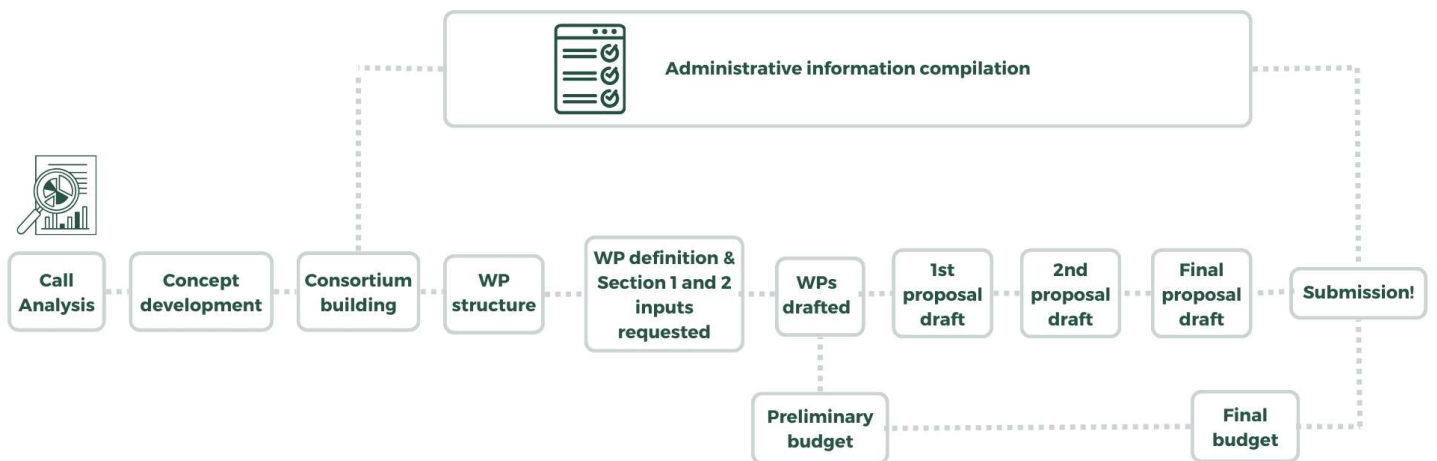 Administrative information compilation
Call
Analysis
Concept
development
Consortium
building
WP
structure
WP definition &
Section 1 and 2
inputs
requested
WPs
drafted
1st
proposal
draft
2nd
proposal
draft
Final
proposal
draft
Submission!
Preliminary
budget
Final
budget